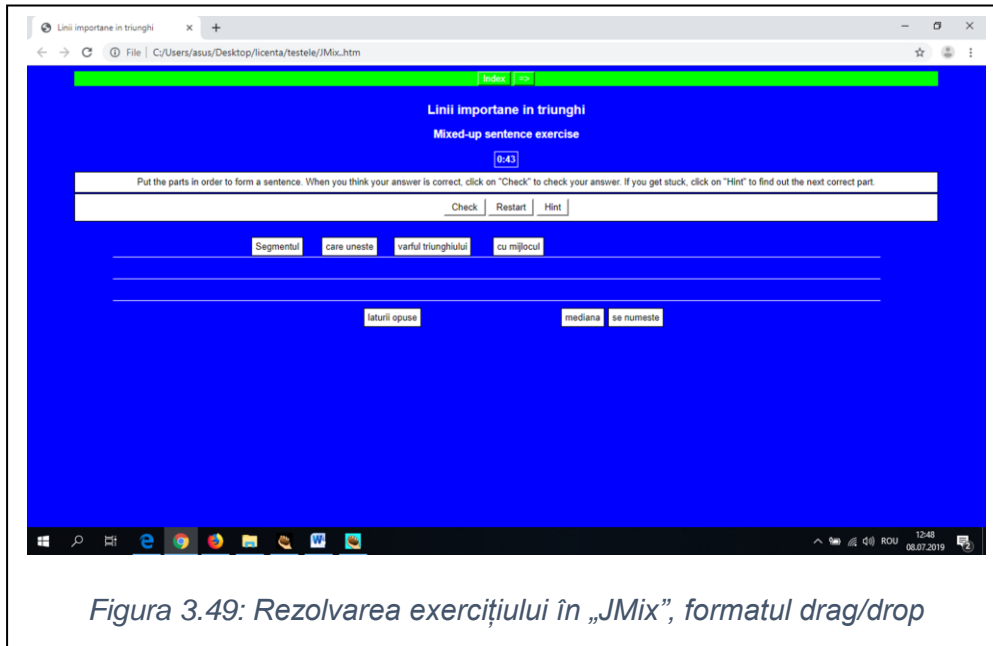 Linii importane in triunghi
File | C:/Users/asus/Desktop/licenta/testele/JMix..htm
Index =>
Linii importane in triunghi
Mixed-up sentence exercise
0:43
Put the parts in order to form a sentence. When you think your answer is correct, click on "Check" to check your answer. If you get stuck, click on "Hint" to find out the next correct part.
Check Restart Hint
Segmentul care uneste varful triunghiului cu mijlocul
laturii opuse mediana se numeste
ROU 12:48
08.07.2019
2
Figura 3.49: Rezolvarea exercițiului în „JMix”, formatul drag/drop